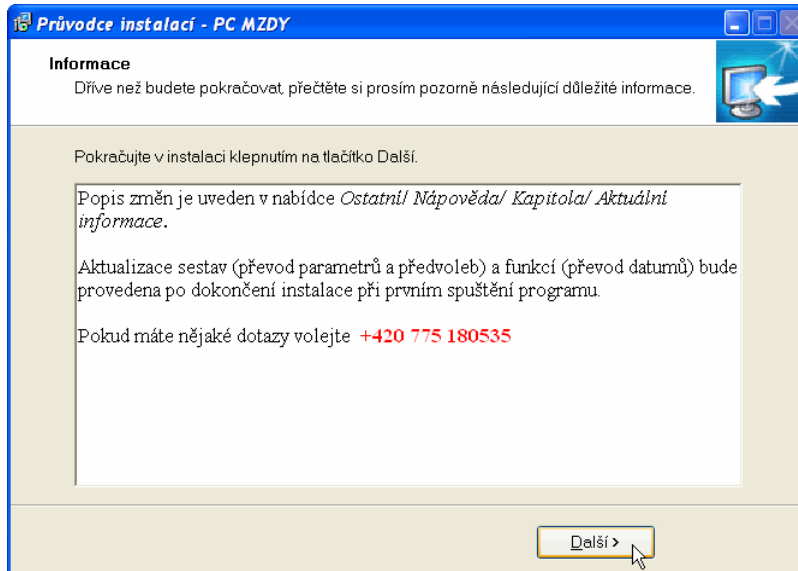 Průvodce instalací - PC MZDY
Informace
Dříve než budete pokračovat, přečtěte si prosím pozorně následující důležité informace.
Pokračujte v instalaci klepnutím na tlačítko Další.
Popis změn je uveden v nabídce Ostatní/ Nápověda/ Kapitola/ Aktuální
informace.
Aktualizace sestav (převod parametrů a předvoleb) a funkcí (převod datumů) bude
provedena po dokončení instalace při prvním spuštění programu.
Pokud máte nějaké dotazy volejte +420 775 180535
Další >